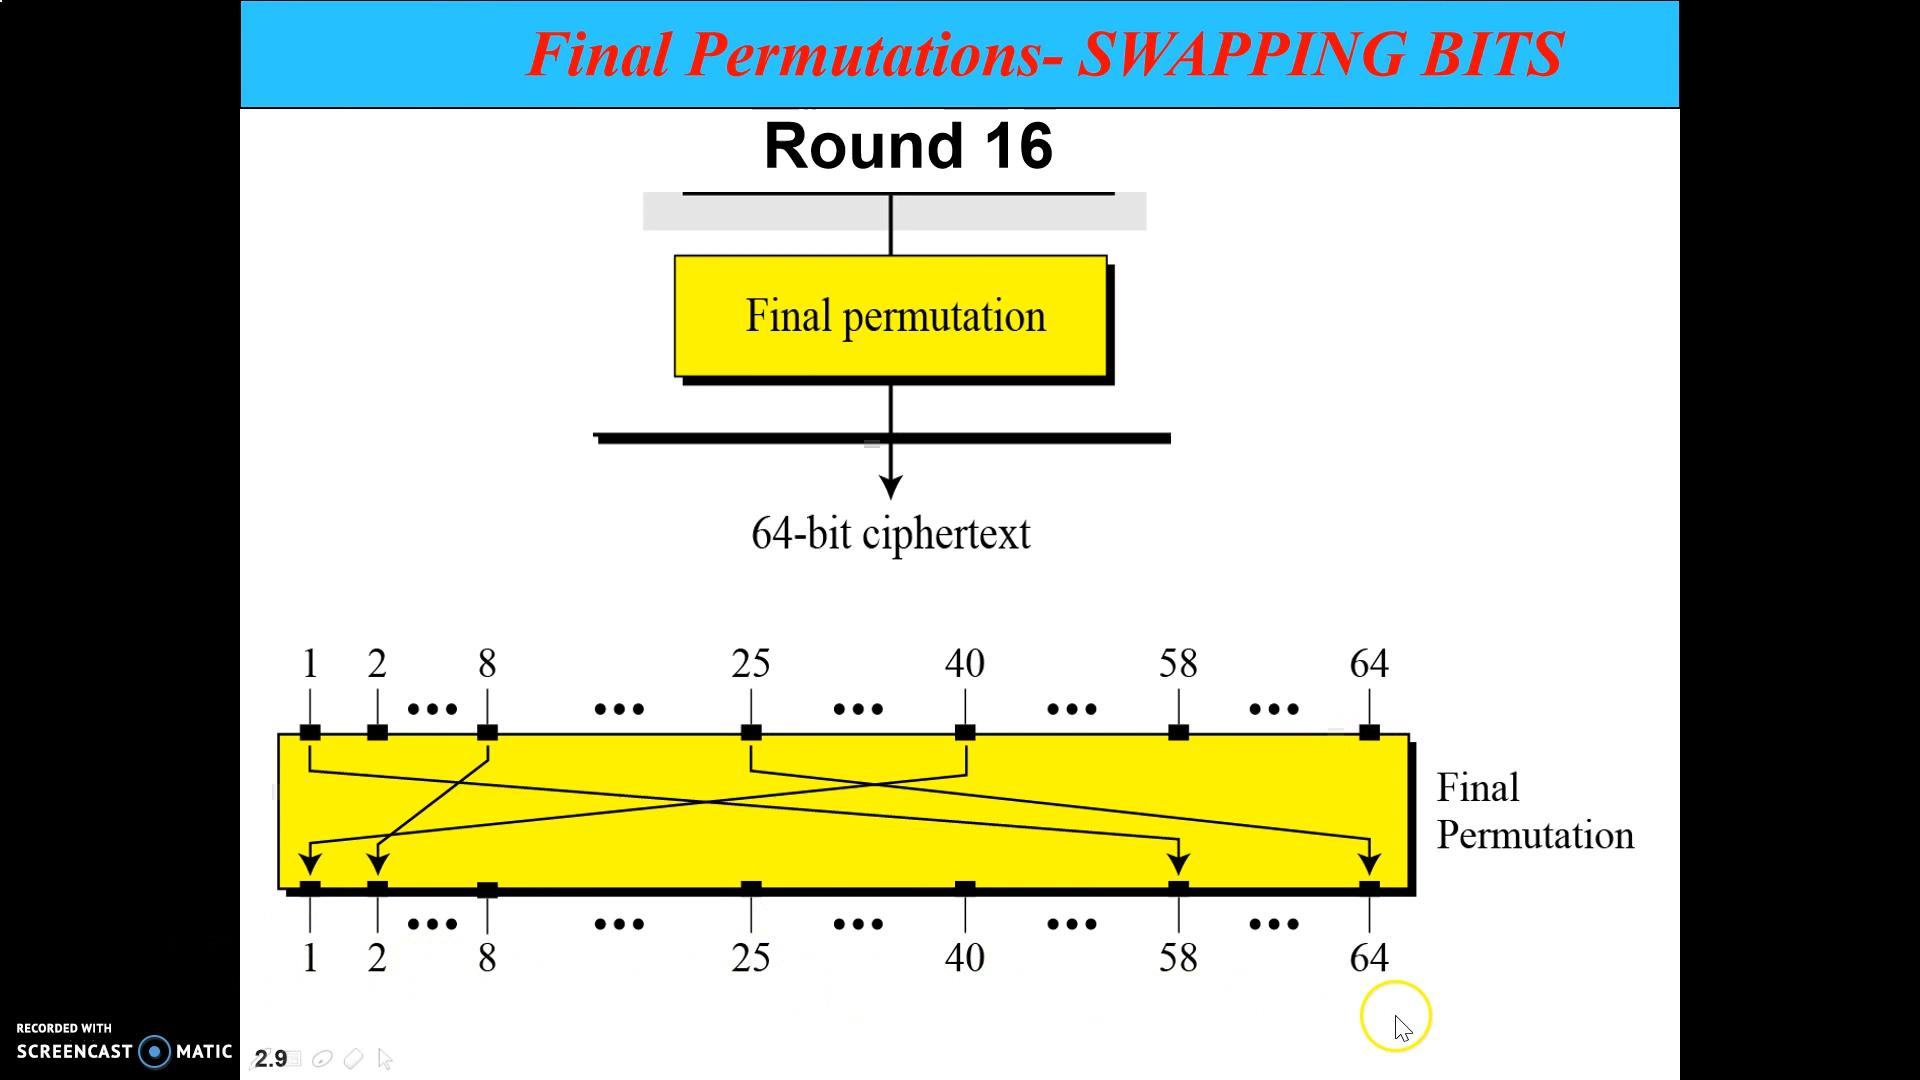 Final Permutations- SWAPPING BITS
Round 16
Final permutation
64-bit ciphertext
1 2 8 25 40 58 64
Final
Permutation
1 2 8 25 40 58 64
RECORDED WITH
SCREENCAST MATIC
2.9